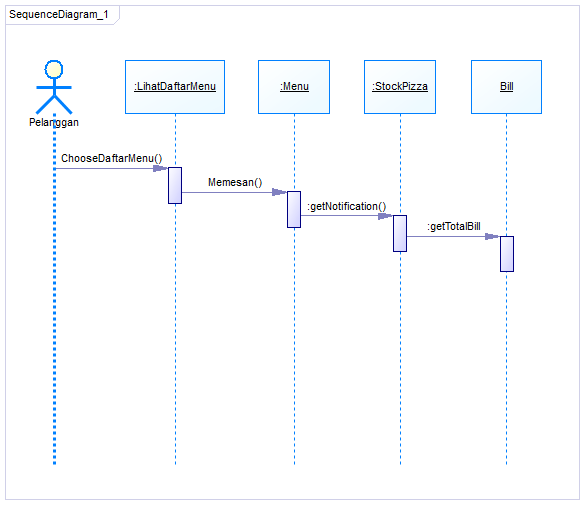 SequenceDiagram_1
:LihatDaftarMenu
:Menu
:StockPizza
Bill
Pelanggan
ChooseDaftarMenu()
Memesan()
:getNotification()
:getTotalBill